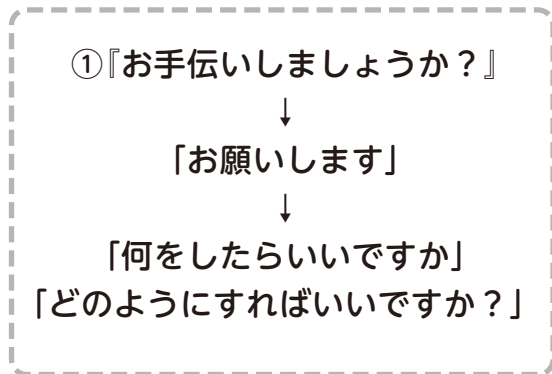 ①『お手伝いしましょうか？』
↓
「お願いします」
↓
「何をしたらいいですか」
「どのようにすればいいですか？」